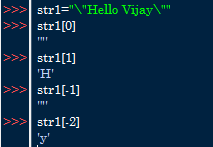 >>> str1="\"Hello Vijay\""
>>> str1[0]
'"'
>>> str1[1]
'H'
>>> str1[-1]
'"'
>>> str1[-2]
'y'